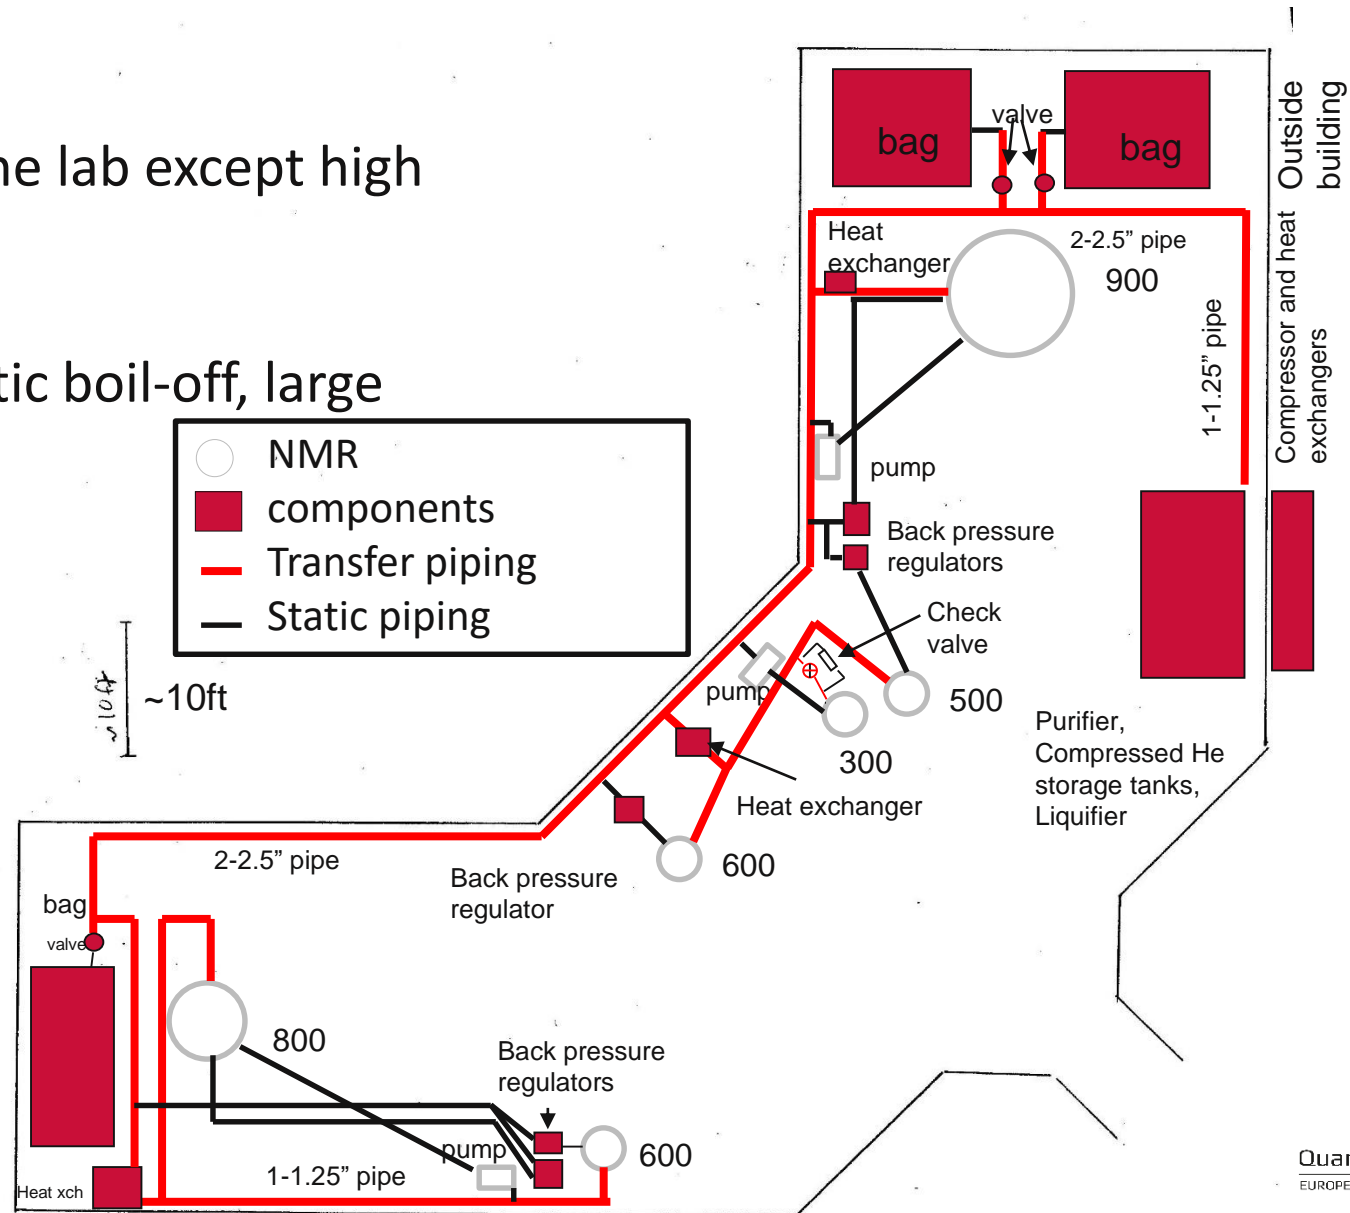 ne lab except high
tic boil-off, large
NMR
components
Transfer piping
Static piping
~10ft
~10ft
bag
valve
bag
Outside
building
Heat
exchanger
2-2.5” pipe
900
1-1.25” pipe
Compressor and heat
exchangers
pump
Back pressure
regulators
Check
valve
pump
500
300
Heat exchanger
Purifier,
Compressed He
storage tanks,
Liquifier
600
Back pressure
regulator
2-2.5” pipe
bag
valve
800
Back pressure
regulators
pump
600
1-1.25” pipe
Heat xch
EUROPE